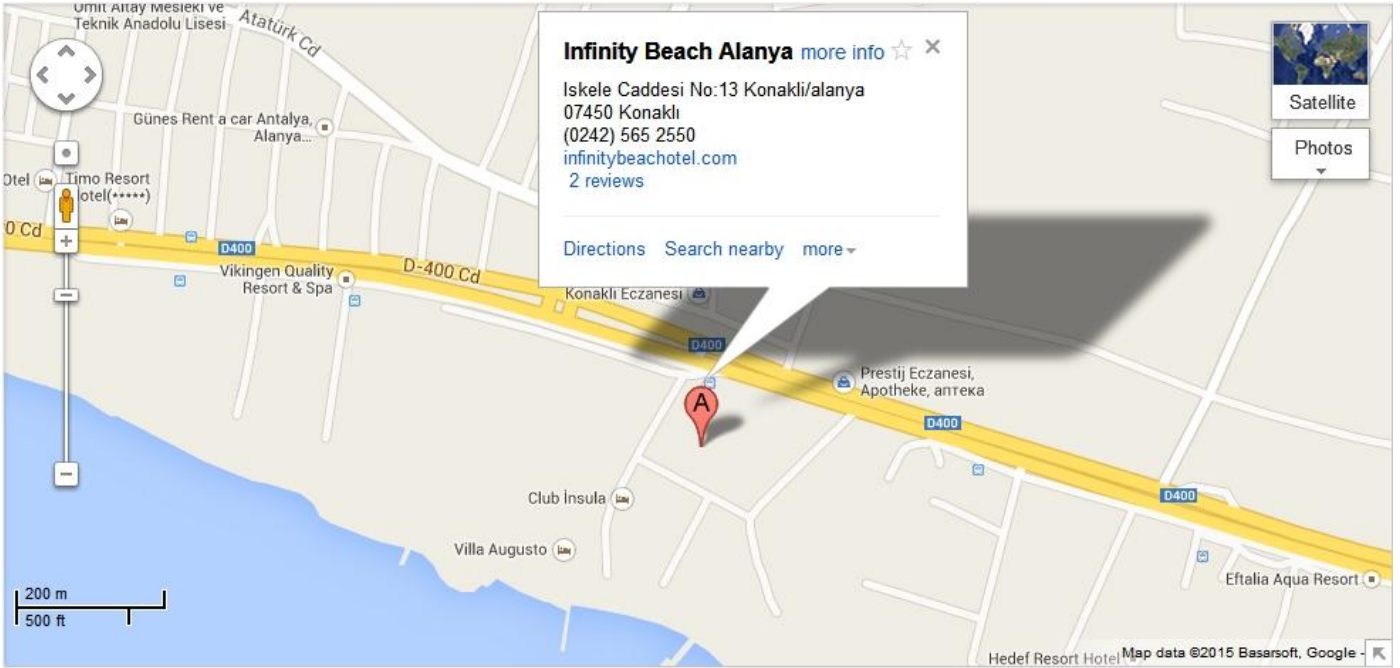 Ümit Altay Mesleki ve
Teknik Anadolu Lisesi
Atatürk Cd
Infinity Beach Alanya more info
Iskele Caddesi No:13 Konakli/alanya
07450 Konaklı
(0242) 565 2550
infinitybeachotel.com
2 reviews
Directions Search nearby more
Satellite
Photos
Günes Rent a car Antalya,
Alanya...
Otel
Timo Resort
otel(*****)
0 Cd
D400
D-400 Cd
Vikingen Quality
Resort & Spa
Konaklı Eczanesi
D400
A
Prestij Eczanesi,
Apotheke, аптека
D400
Club İnsula
D400
Villa Augusto
Eftalia Aqua Resort
200 m
500 ft
Hedef Resort Hotel
Map data ©2015 Basarsoft, Google -